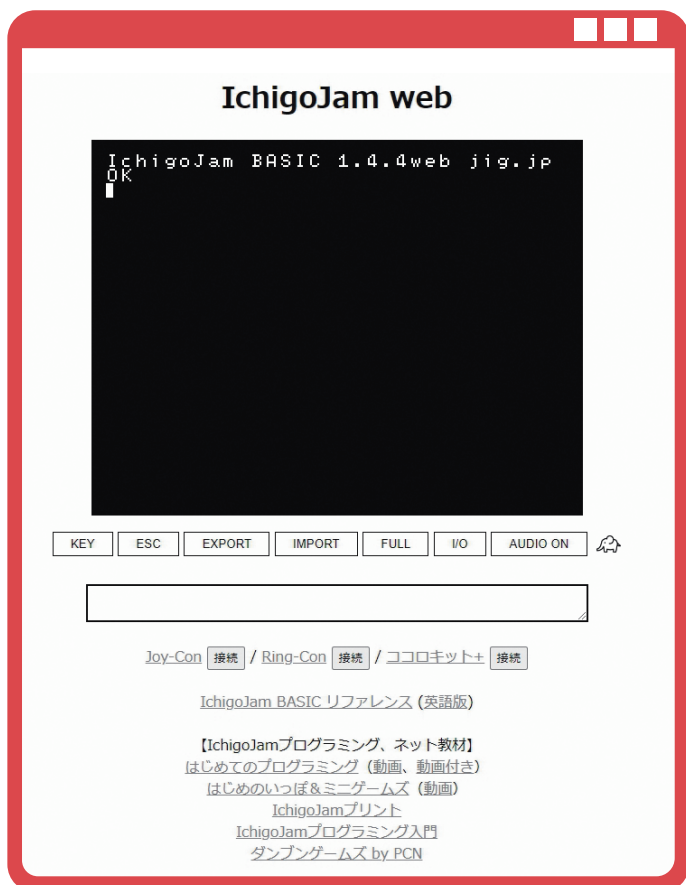 IchigoJam web
IchigoJam BASIC 1.4.4web jig.jp
OK
KEY ESC EXPORT IMPORT FULL I/O AUDIO ON
Joy-Con 接続 / Ring-Con 接続 / ココロキット+ 接続
IchigoJam BASIC リファレンス (英語版)
【IchigoJamプログラミング、ネット教材】
はじめてのプログラミング（動画、動画付き）
はじめのいっぽ＆ミニゲームズ（動画）
IchigoJamプリント
IchigoJamプログラミング入門
ダンブンゲームズ by PCN